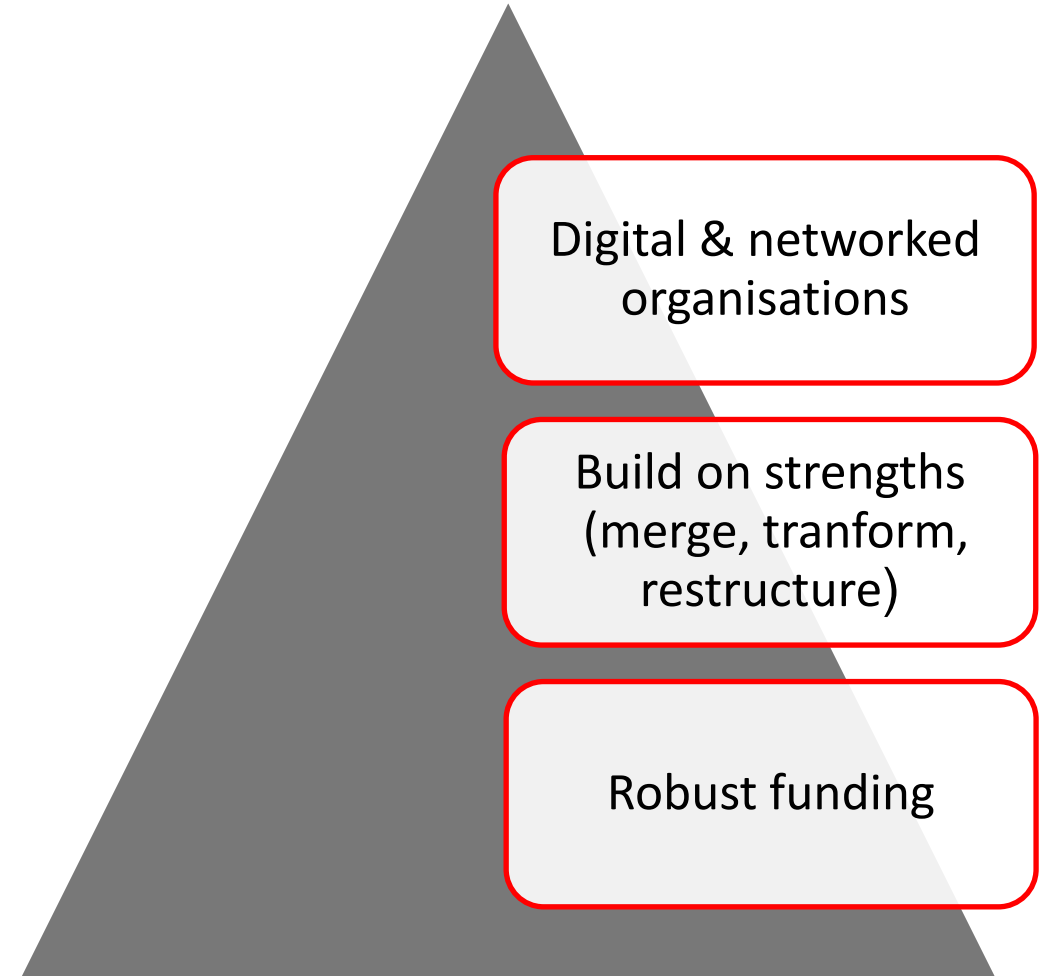 Digital & networked
organisations
Build on strengths
(merge, tranform,
restructure)
Robust funding